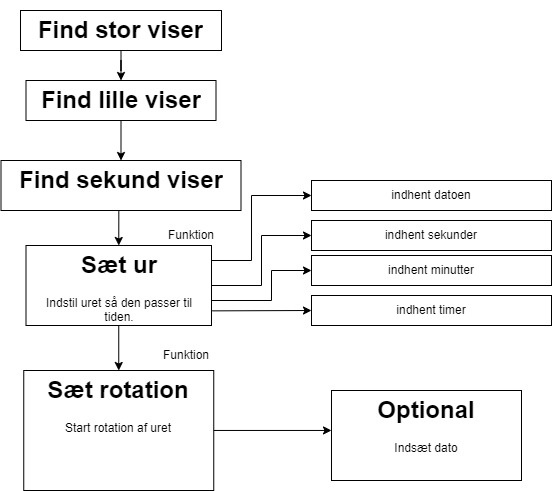 Find stor viser
Find lille viser
Find sekund viser
Funktion
Sæt ur
Indstil uret så den passer til
tiden.
indhent datoen
indhent sekunder
indhent minutter
indhent timer
Funktion
Sæt rotation
Start rotation af uret
Optional
Indsæt dato